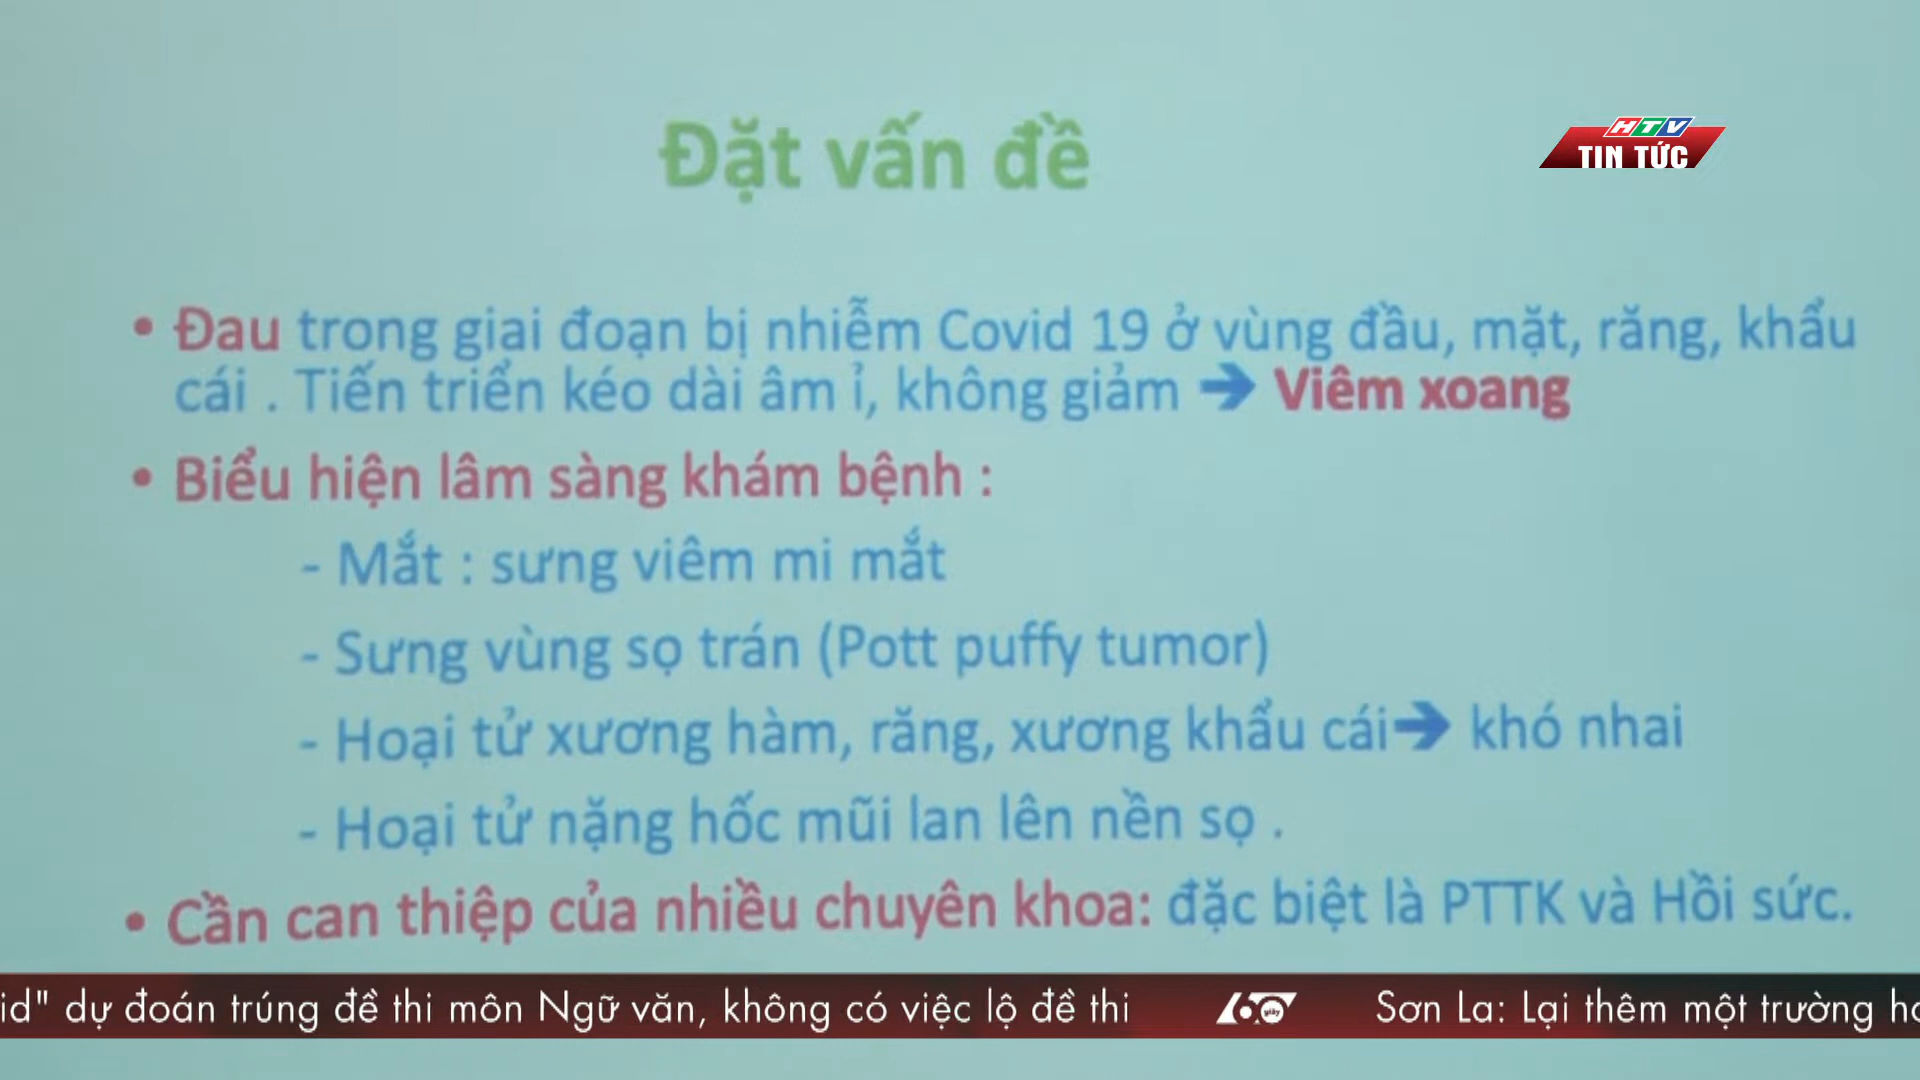 Đặt vấn đề
HTV
TIN TỨC
• Đau trong giai đoạn bị nhiễm Covid 19 ở vùng đầu, mặt, răng, khẩu
cái . Tiến triển kéo dài âm ỉ, không giảm ➔ Viêm xoang
• Biểu hiện lâm sàng khám bệnh :
- Mắt : sưng viêm mi mắt
- Sưng vùng sọ trán (Pott puffy tumor)
- Hoại tử xương hàm, răng, xương khẩu cái➔ khó nhai
- Hoại tử nặng hốc mũi lan lên nền sọ .
• Cần can thiệp của nhiều chuyên khoa: đặc biệt là PTTK và Hồi sức.
id" dự đoán trúng đề thi môn Ngữ văn, không có việc lộ đề thi 60 giây Sơn La: Lại thêm một trường